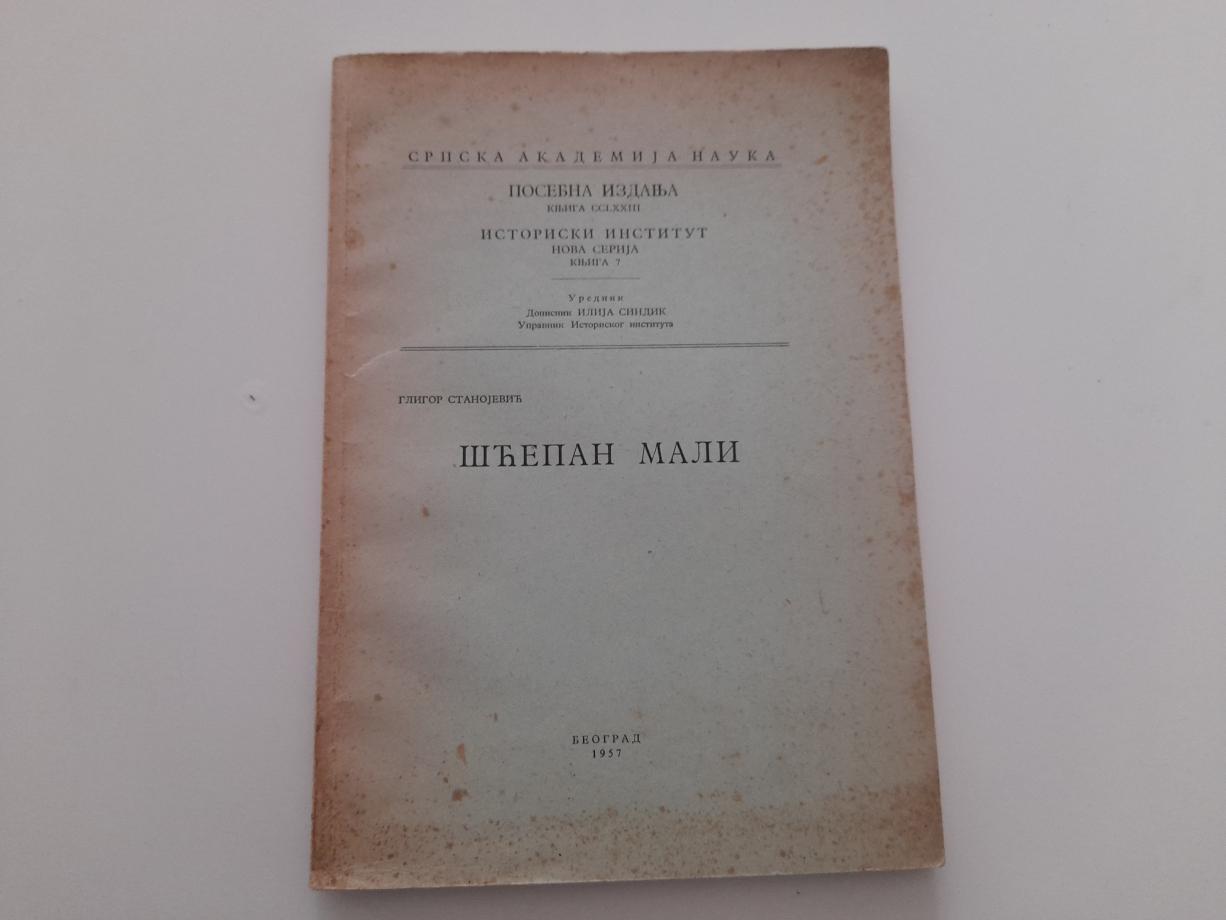 СРПСКА АКАДЕМИЈА НАУКА
ПОСЕБНА ИЗДАЊА
КЊИГА CCLXXIII
ИСТОРИСКИ ИНСТИТУТ
НОВА СЕРИЈА
КЊИГА 7
Уредник
Дописник ИЛИЈА СИНДИК
Управник Историског института
ГЛИГОР СТАНОЈЕВИЋ
ШЋЕПАН МАЛИ
БЕОГРАД
1957